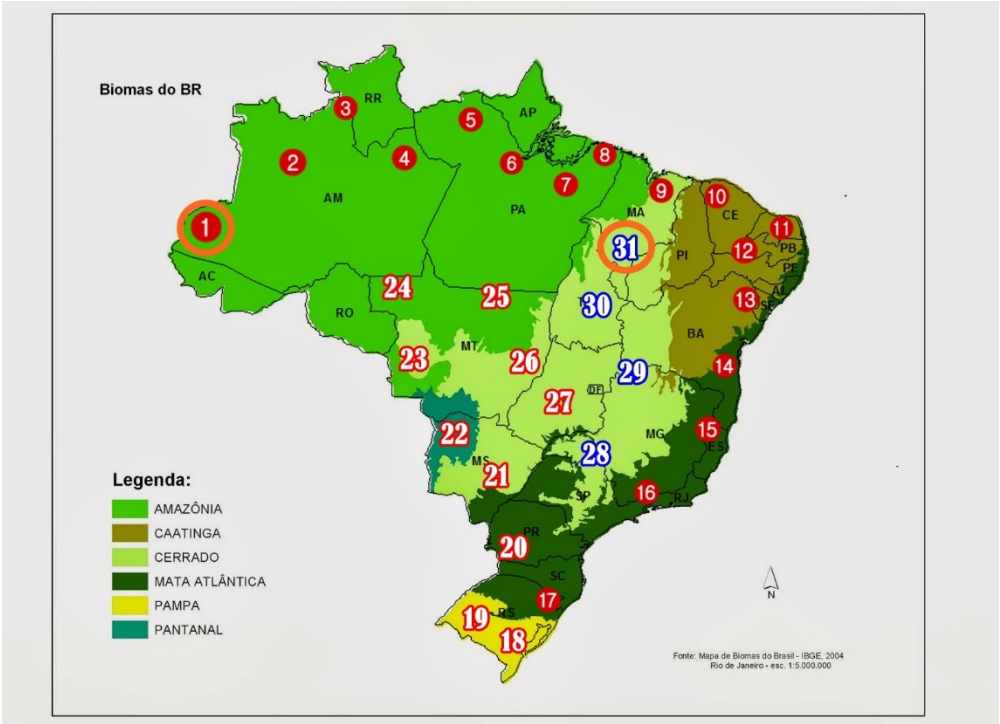 Biomas do BR
3
RR
AP
5
2
4
6
8
7
9
10
AM
PA
MA
CE
1
11
31
12
PB
PI
PE
AC
24
25
30
13
AL
SE
RO
BA
MT
23
26
29
14
27
DF
22
15
MG
28
ES
MS
21
16
SP
RJ
Legenda:
AMAZÔNIA
CAATINGA
CERRADO
MATA ATLÂNTICA
PAMPA
PANTANAL
PR
20
SC
17
19
RS
18
N
Fonte: Mapa de Biomas do Brasil - IBGE, 2004
Rio de Janeiro - esc. 1:5.000.000